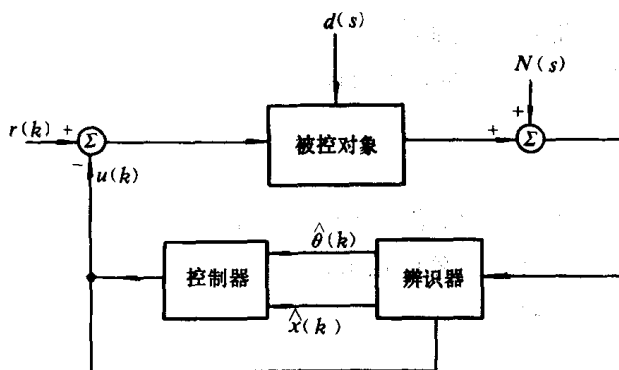 d(s)
N(s)
+
r(k)
+
Σ
被控对象
+
Σ
−
u(k)
θ̂(k)
控制器
辨识器
x̂(k)